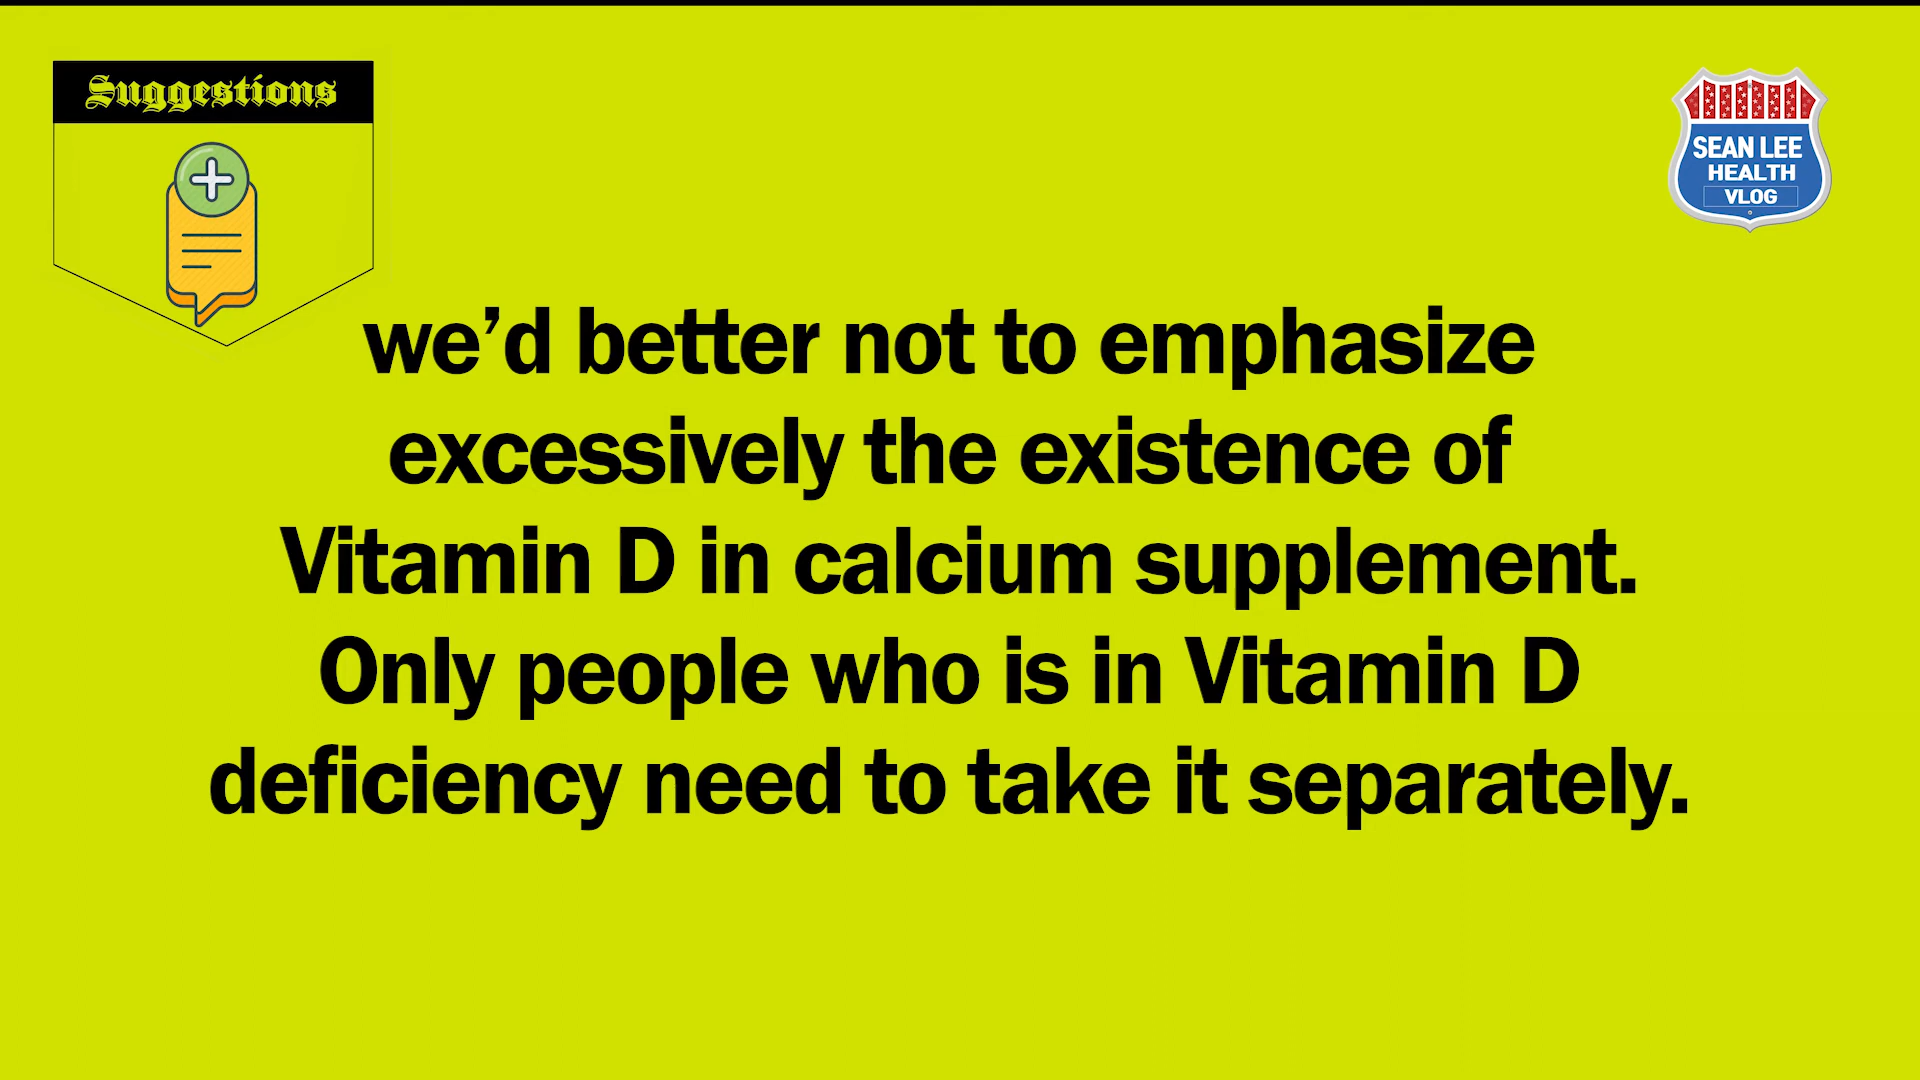 Suggestions
SEAN LEE
HEALTH
VLOG
we’d better not to emphasize
excessively the existence of
Vitamin D in calcium supplement.
Only people who is in Vitamin D
deficiency need to take it separately.